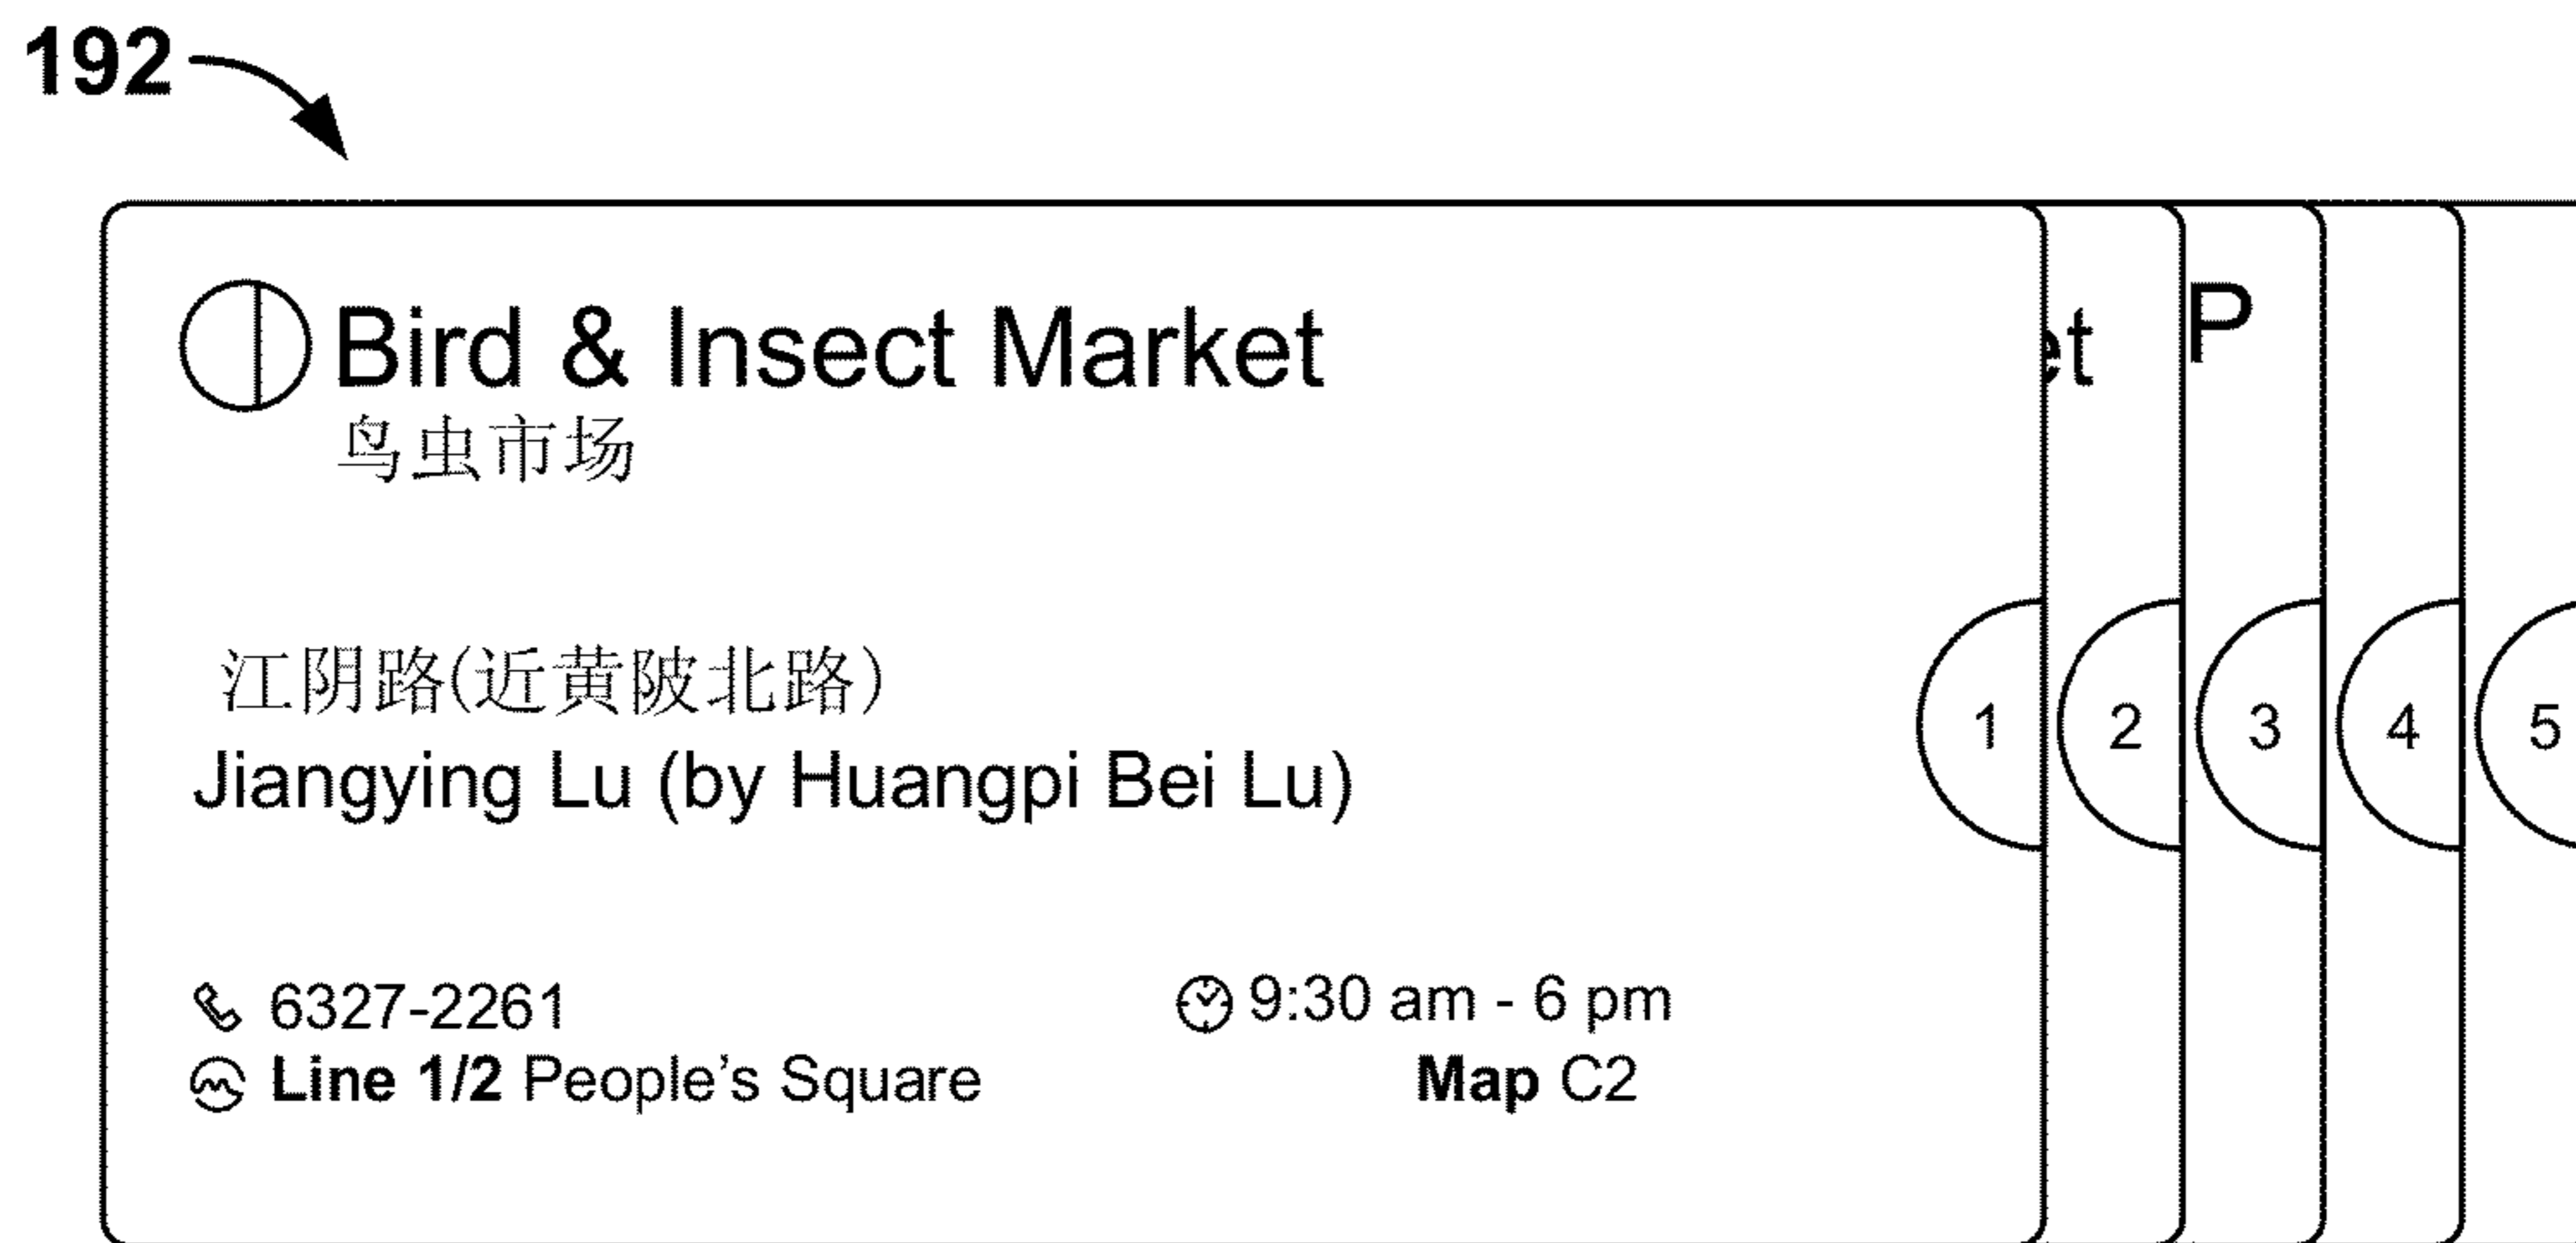 192
Bird & Insect Market
鸟虫市场
江阴路(近黄陂北路)
Jiangying Lu (by Huangpi Bei Lu)
6327-2261
9:30 am - 6 pm
Line 1/2 People's Square
Map C2
et
P
1
2
3
4
5